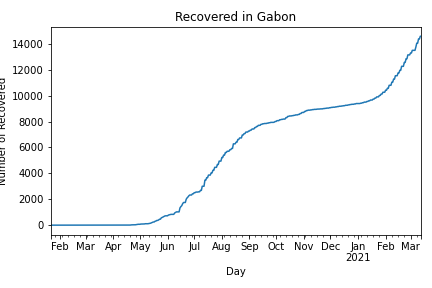 Recovered in Gabon
14000
12000
10000
8000
6000
4000
2000
0
Number of Recovered
Feb Mar Apr May Jun Jul Aug Sep Oct Nov Dec Jan Feb Mar
2021
Day